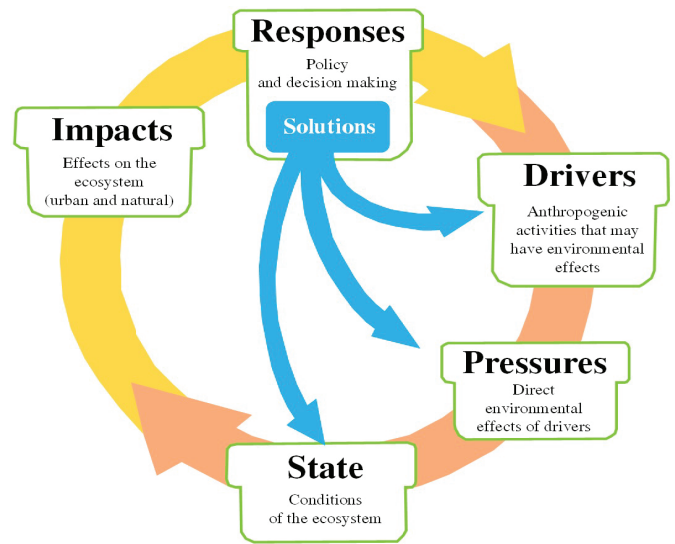 Responses
Policy
and decision making
Solutions
Impacts
Effects on the
ecosystem
(urban and natural)
Drivers
Anthropogenic
activities that may
have environmental
effects
Pressures
Direct
environmental
effects of drivers
State
Conditions
of the ecosystem